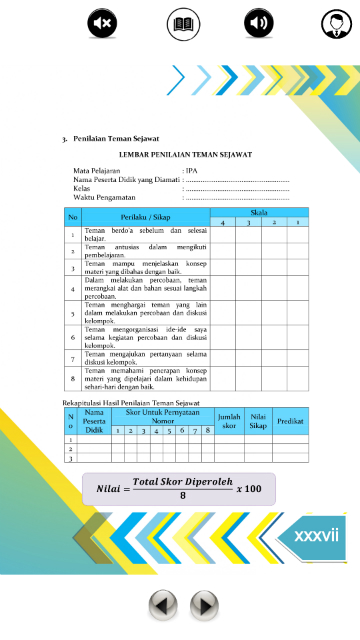 3. Penilaian Teman Sejawat
LEMBAR PENILAIAN TEMAN SEJAWAT
Mata Pelajaran : IPA
Nama Peserta Didik yang Diamati : ................................................
Kelas : ................................................
Waktu Pengamatan : ................................................
No Perilaku / Sikap Skala
4 3 2 1
1 Teman berdo'a sebelum dan selesai
belajar.
2 Teman antusias dalam mengikuti
pembelajaran.
3 Teman mampu menjelaskan konsep
materi yang dibahas dengan baik.
4 Dalam melakukan percobaan, teman
merangkai alat dan bahan sesuai langkah
percobaan.
5 Teman menghargai teman yang lain
dalam melakukan percobaan dan diskusi
kelompok.
6 Teman mengorganisasi ide-ide saya
selama kegiatan percobaan dan diskusi
kelompok.
7 Teman mengajukan pertanyaan selama
diskusi kelompok.
8 Teman memahami penerapan konsep
materi yang dipelajari dalam kehidupan
sehari-hari dengan baik.
Rekapitulasi Hasil Penilaian Teman Sejawat
No Nama Peserta Didik Skor Untuk Pernyataan Nomor Jumlah skor Nilai Sikap Predikat
1 2 3 4 5 6 7 8
1
2
3
Nilai = Total Skor Diperoleh / 8 x 100
xxxvii